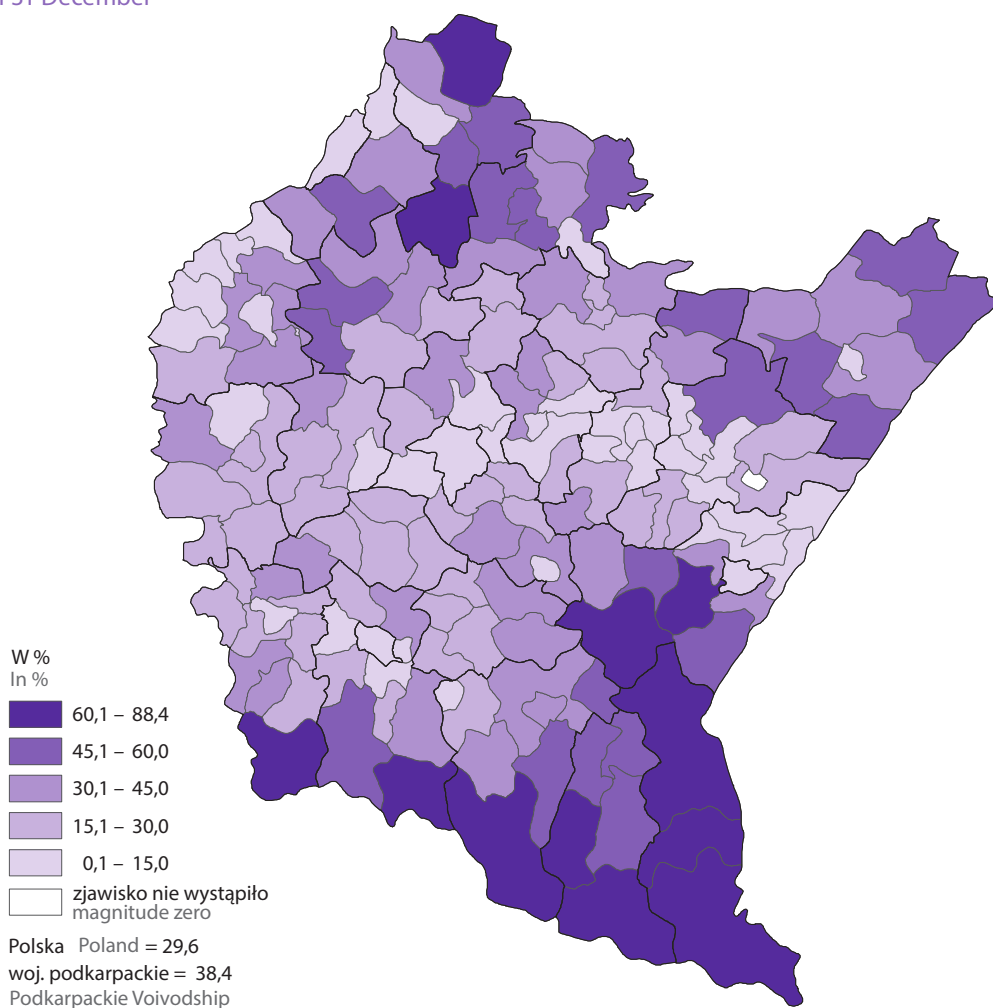 31 December
W %
In %
60,1 – 88,4
45,1 – 60,0
30,1 – 45,0
15,1 – 30,0
0,1 – 15,0
zjawisko nie wystąpiło
magnitude zero
Polska Poland = 29,6
woj. podkarpackie = 38,4
Podkarpackie Voivodship